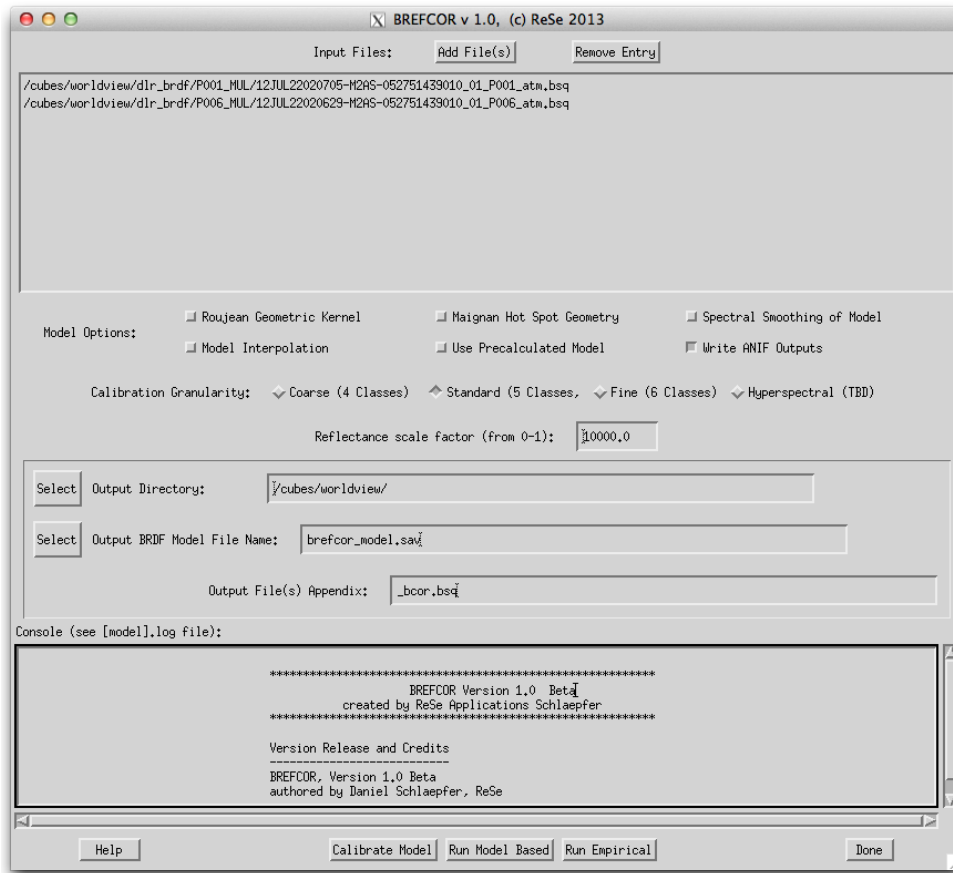 BREFCOR v 1.0, (c) ReSe 2013
Input Files: Add File(s) Remove Entry
/cubes/worldview/dlr_brdf/P001_MUL/12JUL22020705-M2AS-052751439010_01_P001_atm.bsq
/cubes/worldview/dlr_brdf/P006_MUL/12JUL22020629-M2AS-052751439010_01_P006_atm.bsq
Roujean Geometric Kernel Maignan Hot Spot Geometry Spectral Smoothing of Model
Model Options:
Model Interpolation Use Precalculated Model Write ANIF Outputs
Calibration Granularity: Coarse (4 Classes) Standard (5 Classes, Fine (6 Classes) Hyperspectral (TBD)
Reflectance scale factor (from 0-1): 10000.0
Select Output Directory: /cubes/worldview/
Select Output BRDF Model File Name: brefcor_model.sav
Output File(s) Appendix: _bcor.bsq
Console (see [model].log file):
**********************************************************
BREFCOR Version 1.0 Beta
created by ReSe Applications Schlaepfer
**********************************************************
Version Release and Credits
---------------------------
BREFCOR, Version 1.0 Beta
authored by Daniel Schlaepfer, ReSe
Help Calibrate Model Run Model Based Run Empirical Done